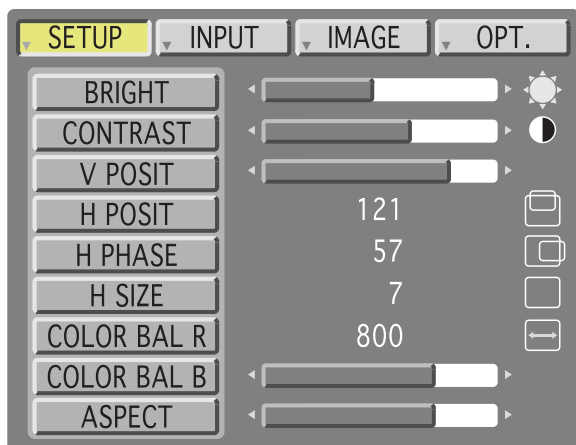 SETUP INPUT IMAGE OPT.
BRIGHT
CONTRAST
V POSIT
H POSIT 121
H PHASE 57
H SIZE 7
COLOR BAL R 800
COLOR BAL B
ASPECT